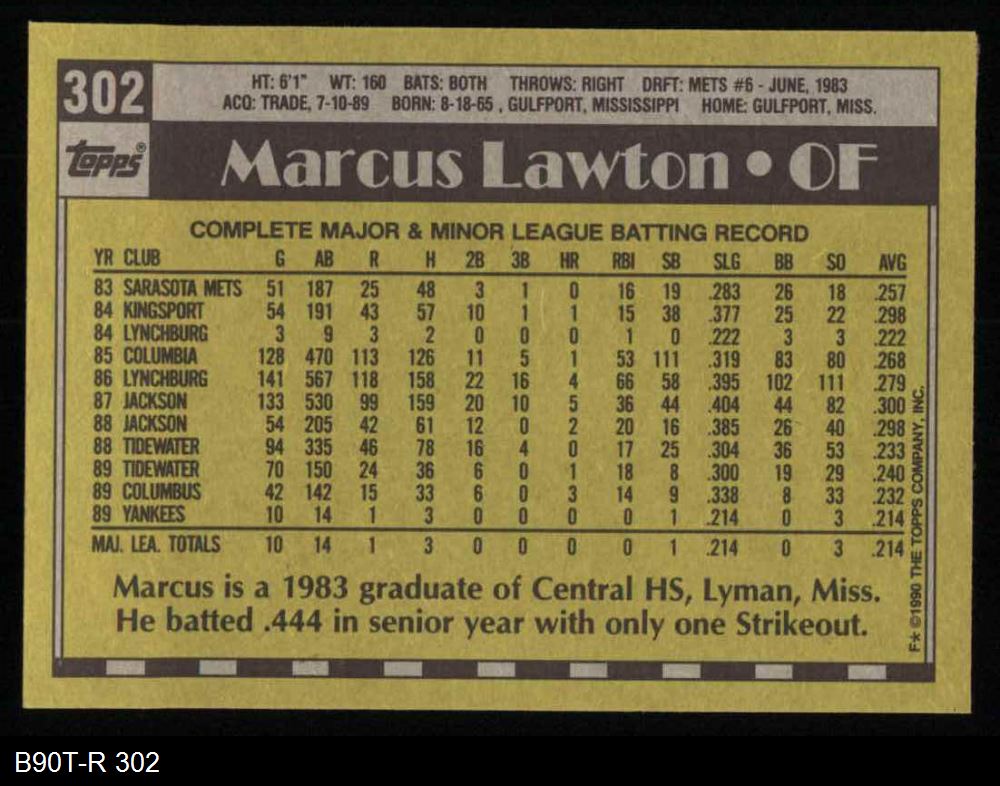 302
HT: 6'1" WT: 160 BATS: BOTH THROWS: RIGHT DRFT: METS #6 - JUNE, 1983
ACQ: TRADE, 7-10-89 BORN: 8-18-65 , GULFPORT, MISSISSIPPI HOME: GULFPORT, MISS.
Topps®
Marcus Lawton • OF
COMPLETE MAJOR & MINOR LEAGUE BATTING RECORD
YR CLUB G AB R H 2B 3B HR RBI SB SLG BB SO AVG
83 SARASOTA METS 51 187 25 48 3 1 0 16 19 .283 26 18 .257
84 KINGSPORT 54 191 43 57 10 1 1 15 38 .377 25 22 .298
84 LYNCHBURG 3 9 3 2 0 0 0 1 0 .222 3 3 .222
85 COLUMBIA 128 470 113 126 11 5 1 53 111 .319 83 80 .268
86 LYNCHBURG 141 567 118 158 22 16 4 66 58 .395 102 111 .279
87 JACKSON 133 530 99 159 20 10 5 36 44 .404 44 82 .300
88 JACKSON 54 205 42 61 12 0 2 20 16 .385 26 40 .298
88 TIDEWATER 94 335 46 78 16 4 0 17 25 .304 36 53 .233
89 TIDEWATER 70 150 24 36 6 0 1 18 8 .300 19 29 .240
89 COLUMBUS 42 142 15 33 6 0 3 14 9 .338 8 33 .232
89 YANKEES 10 14 1 3 0 0 0 0 1 .214 0 3 .214
MAJ. LEA. TOTALS 10 14 1 3 0 0 0 0 1 .214 0 3 .214
Marcus is a 1983 graduate of Central HS, Lyman, Miss.
He batted .444 in senior year with only one Strikeout.
F* ©1990 THE TOPPS COMPANY, INC.
B90T-R 302